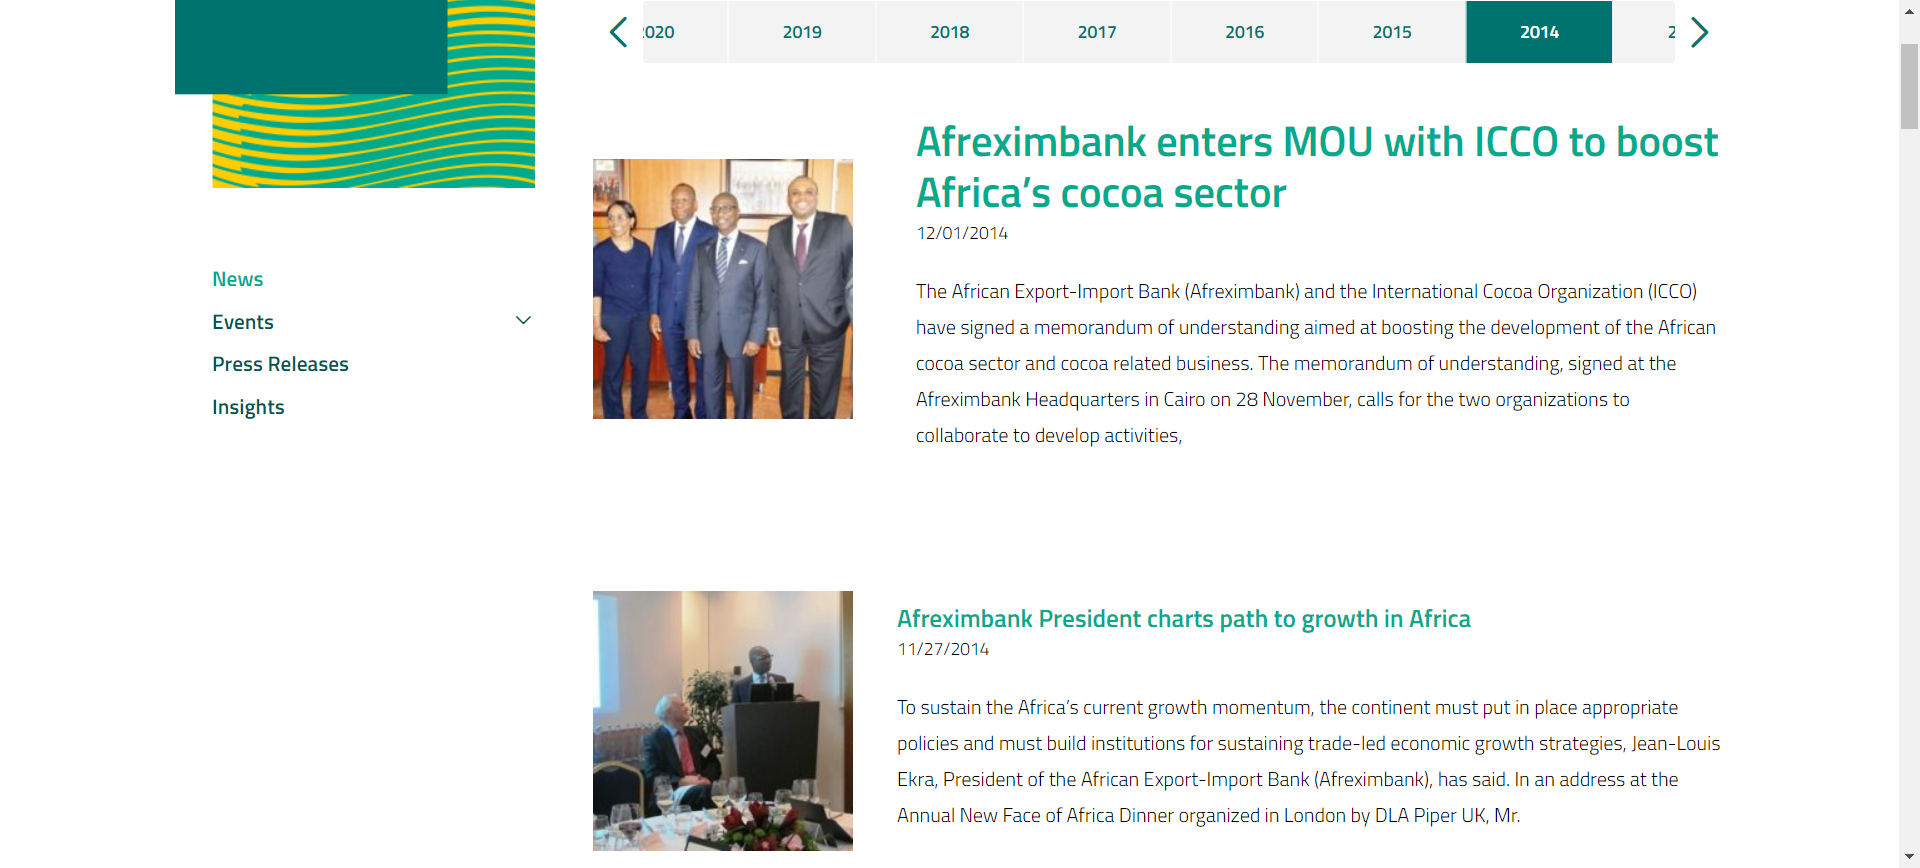 2020 2019 2018 2017 2016 2015 2014
News
Events
Press Releases
Insights
Afreximbank enters MOU with ICCO to boost
Africa’s cocoa sector
12/01/2014
The African Export-Import Bank (Afreximbank) and the International Cocoa Organization (ICCO)
have signed a memorandum of understanding aimed at boosting the development of the African
cocoa sector and cocoa related business. The memorandum of understanding, signed at the
Afreximbank Headquarters in Cairo on 28 November, calls for the two organizations to
collaborate to develop activities,
Afreximbank President charts path to growth in Africa
11/27/2014
To sustain the Africa’s current growth momentum, the continent must put in place appropriate
policies and must build institutions for sustaining trade-led economic growth strategies, Jean-Louis
Ekra, President of the African Export-Import Bank (Afreximbank), has said. In an address at the
Annual New Face of Africa Dinner organized in London by DLA Piper UK, Mr.